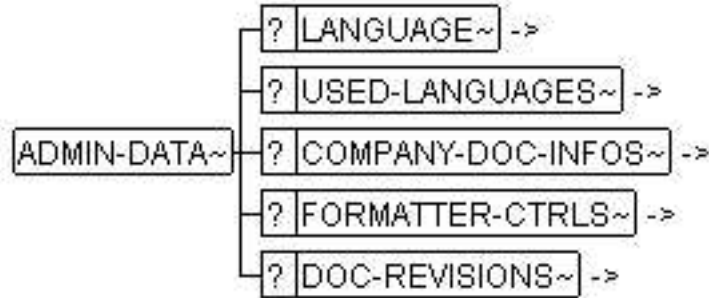 ? LANGUAGE~ ->
? USED-LANGUAGES~ ->
ADMIN-DATA~ ? COMPANY-DOC-INFOS~ ->
? FORMATTER-CTRLS~ ->
? DOC-REVISIONS~ ->